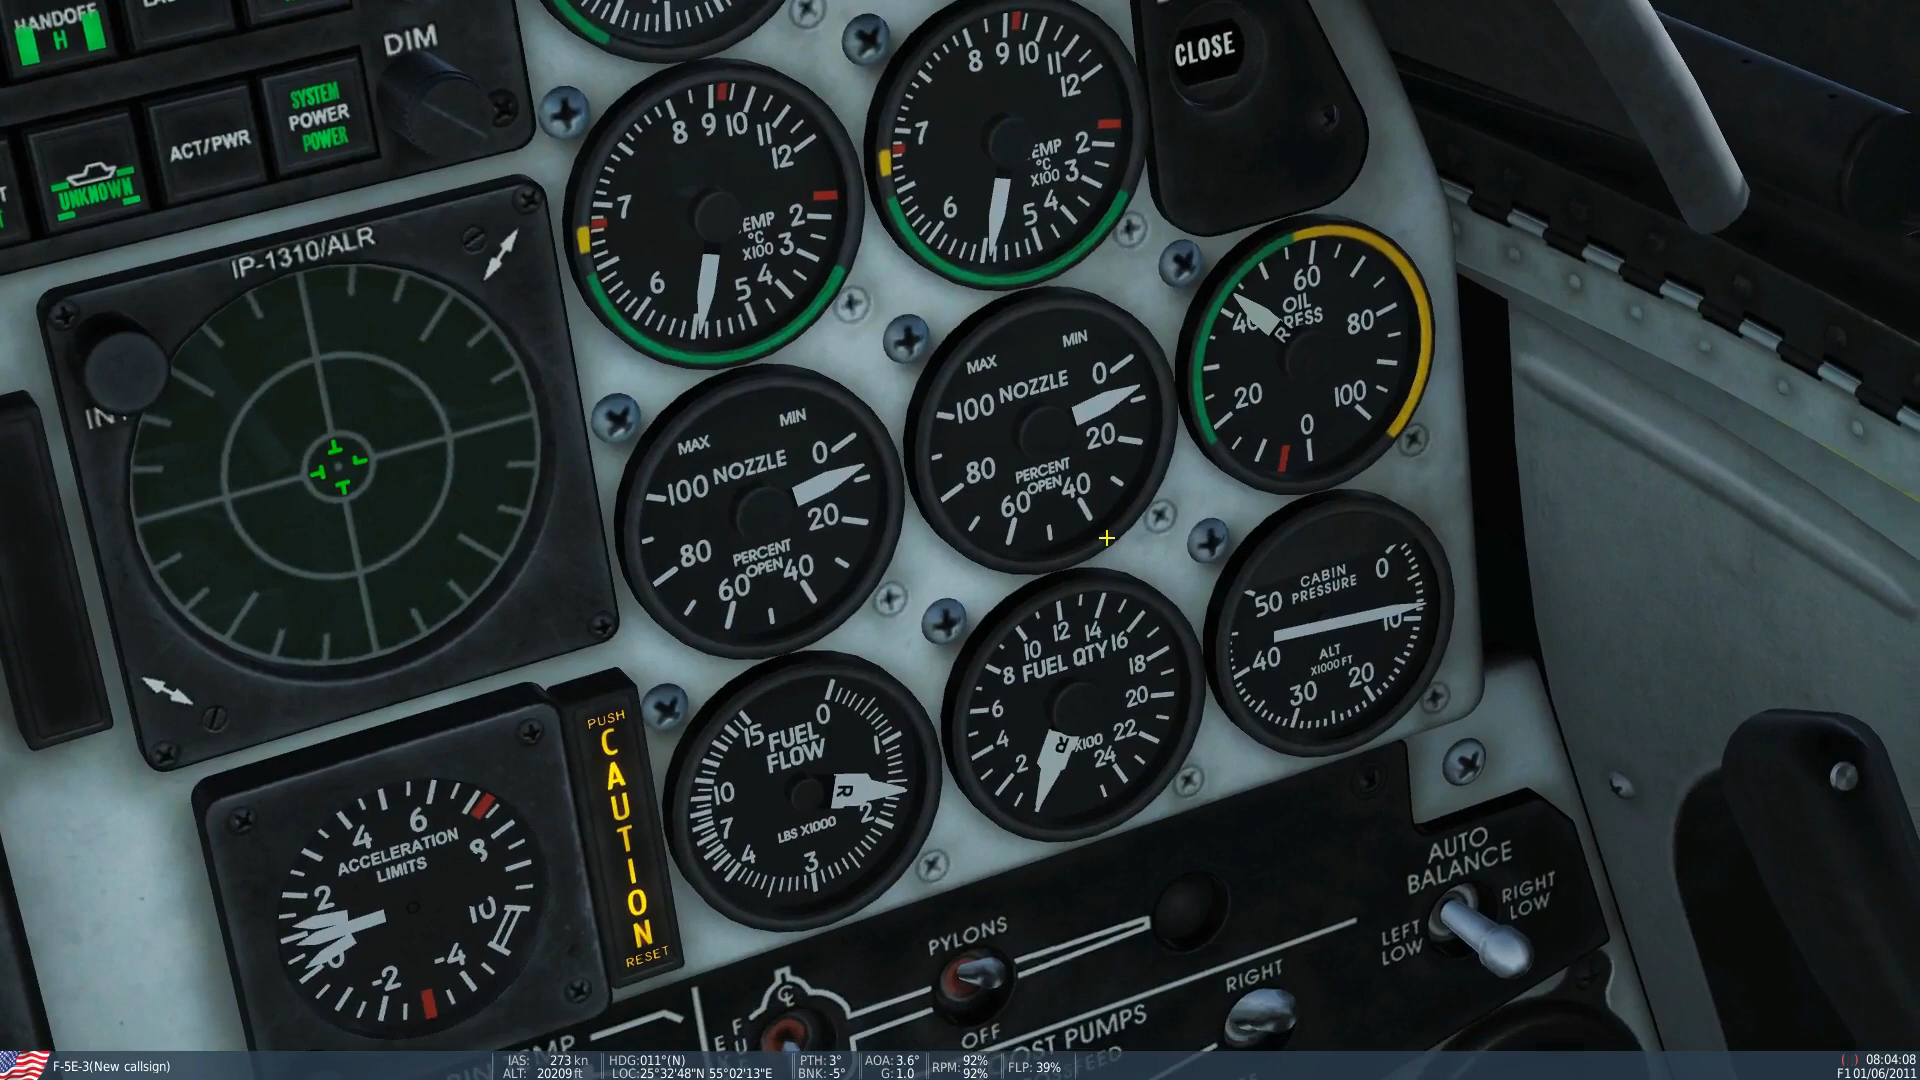 HANDOFF
H
DIM
SYSTEM
POWER
POWER
ACT/PWR
UNKNOWN
IP-1310/ALR
CLOSE
8 9 10 11 12
7
2
3
4
5
6
°C
X100
8 9 10 11 12
7
2
3
4
5
6
°C
X100
60
OIL
80
20
100
0
MAX
MIN
100 NOZZLE 0
20
80
PERCENT
OPEN
60
40
MAX
MIN
100 NOZZLE 0
20
80
PERCENT
OPEN
60
40
CABIN
PRESSURE
0
50
10
40
ALT
X1000 FT
30
20
10 12 14 16
8 FUEL QTY 18
6
20
4
X100
22
2
R
24
0
15
FUEL
FLOW
1
10
R
2
LBS X1000
7
4
3
PUSH
CAUTION
RESET
4 6
ACCELERATION
LIMITS
8
2
10
0
-2
-4
AUTO
BALANCE
LEFT
LOW
RIGHT
LOW
PYLONS
OFF
RIGHT
F-5E-3(New callsign)
IAS: 273 kn
ALT: 20209 ft
HDG:011°(N)
LOC:25°32'48"N 55°02'13"E
PTH: 3°
BNK: -5°
AOA: 3.6°
G: 1.0
RPM: 92%
92%
FLP: 39%
08:04:08
F1 01/06/2011